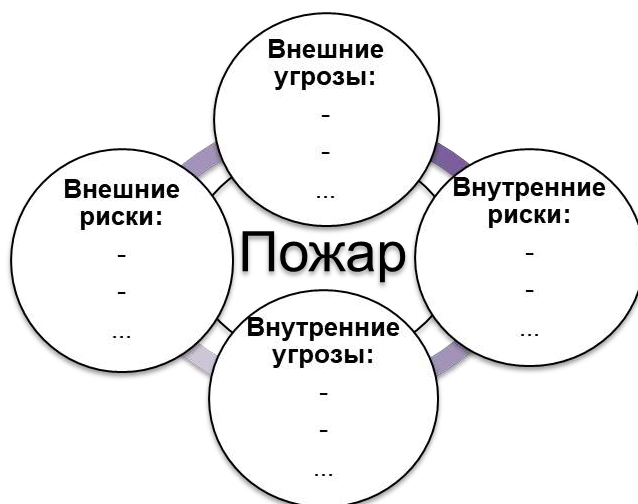 Внешние
угрозы:
-
-
...
Внешние
риски:
-
-
...
Пожар
Внутренние
риски:
-
-
...
Внутренние
угрозы:
-
-
...